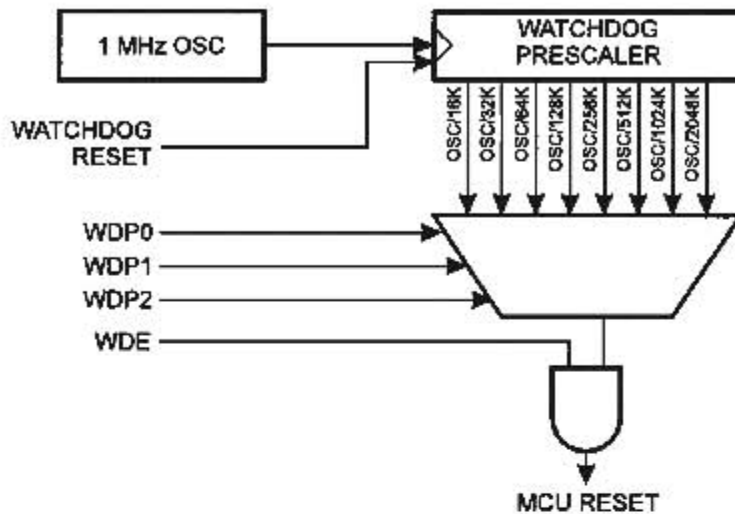 1 MHz OSC
WATCHDOG
PRESCALER
WATCHDOG
RESET
OSC/16K
OSC/32K
OSC/64K
OSC/128K
OSC/256K
OSC/512K
OSC/1024K
OSC/2048K
WDP0
WDP1
WDP2
WDE
MCU RESET